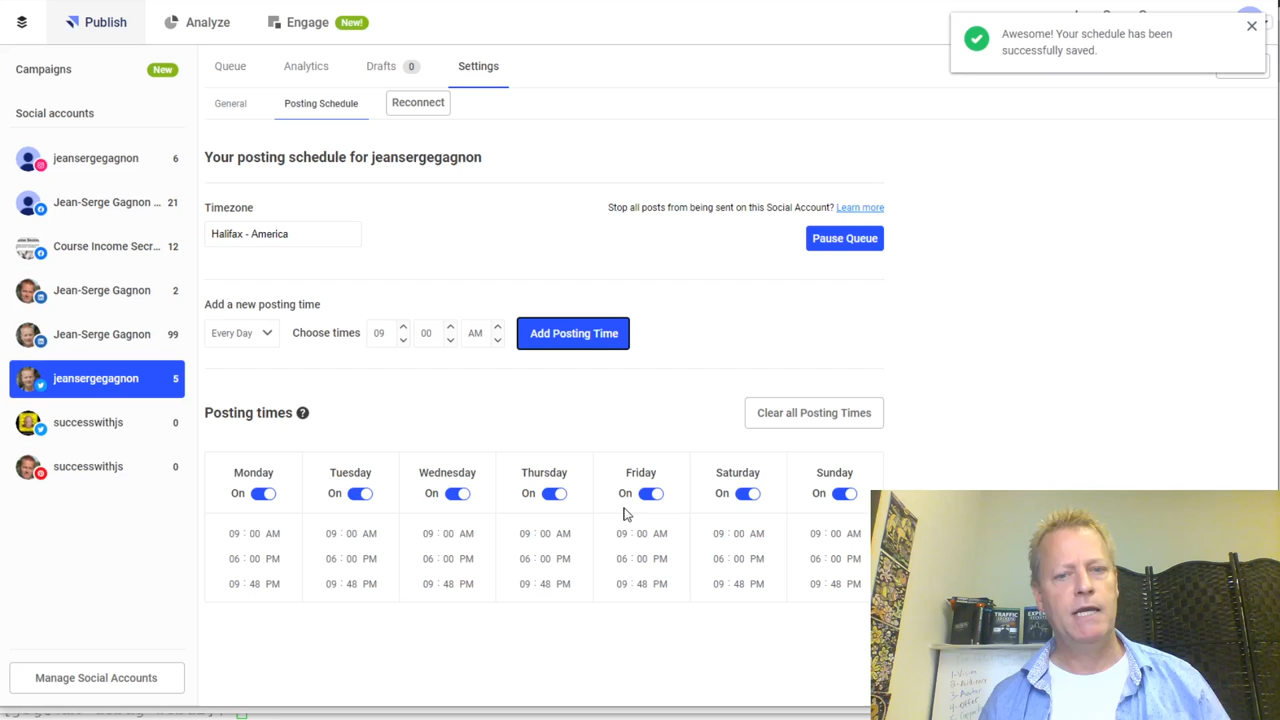 Publish
Analyze
Engage New!
Awesome! Your schedule has been
successfully saved.
Campaigns New
Queue Analytics Drafts 0 Settings
General Posting Schedule Reconnect
Social accounts
jeansergegagnon 6
Jean-Serge Gagnon ... 21
Course Income Secr... 12
Jean-Serge Gagnon 2
Jean-Serge Gagnon 99
jeansergegagnon 5
successwithjs 0
successwithjs 0
Manage Social Accounts
Your posting schedule for jeansergegagnon
Timezone
Stop all posts from being sent on this Social Account? Learn more
Halifax - America
Pause Queue
Add a new posting time
Every Day Choose times 09 00 AM Add Posting Time
Posting times ?
Clear all Posting Times
Monday Tuesday Wednesday Thursday Friday Saturday Sunday
On On On On On On On
09 : 00 AM 09 : 00 AM 09 : 00 AM 09 : 00 AM 09 : 00 AM 09 : 00 AM 09 : 00 AM
06 : 00 PM 06 : 00 PM 06 : 00 PM 06 : 00 PM 06 : 00 PM 06 : 00 PM 06 : 00 PM
09 : 48 PM 09 : 48 PM 09 : 48 PM 09 : 48 PM 09 : 48 PM 09 : 48 PM 09 : 48 PM
TRAFFIC